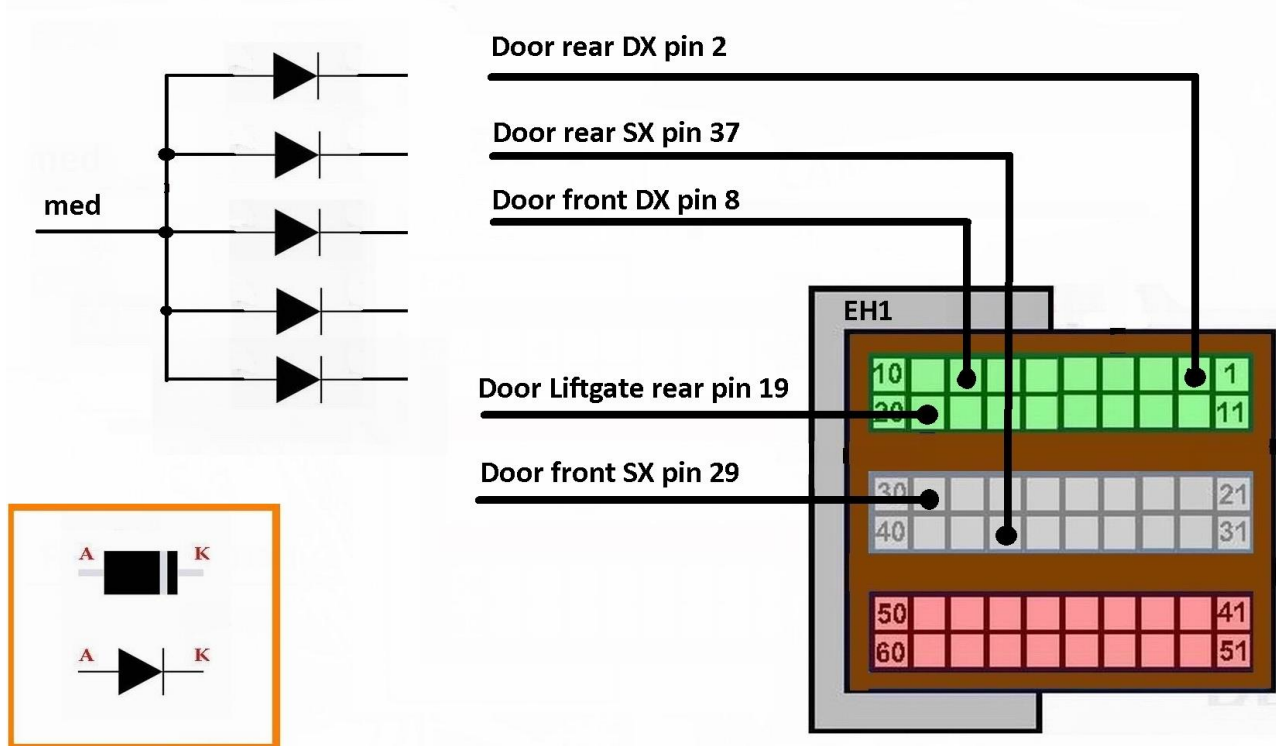 Door rear DX pin 2
Door rear SX pin 37
med
Door front DX pin 8
EH1
10 1
Door Liftgate rear pin 19
20 11
Door front SX pin 29
30 21
40 31
A K
50 41
60 51
A K